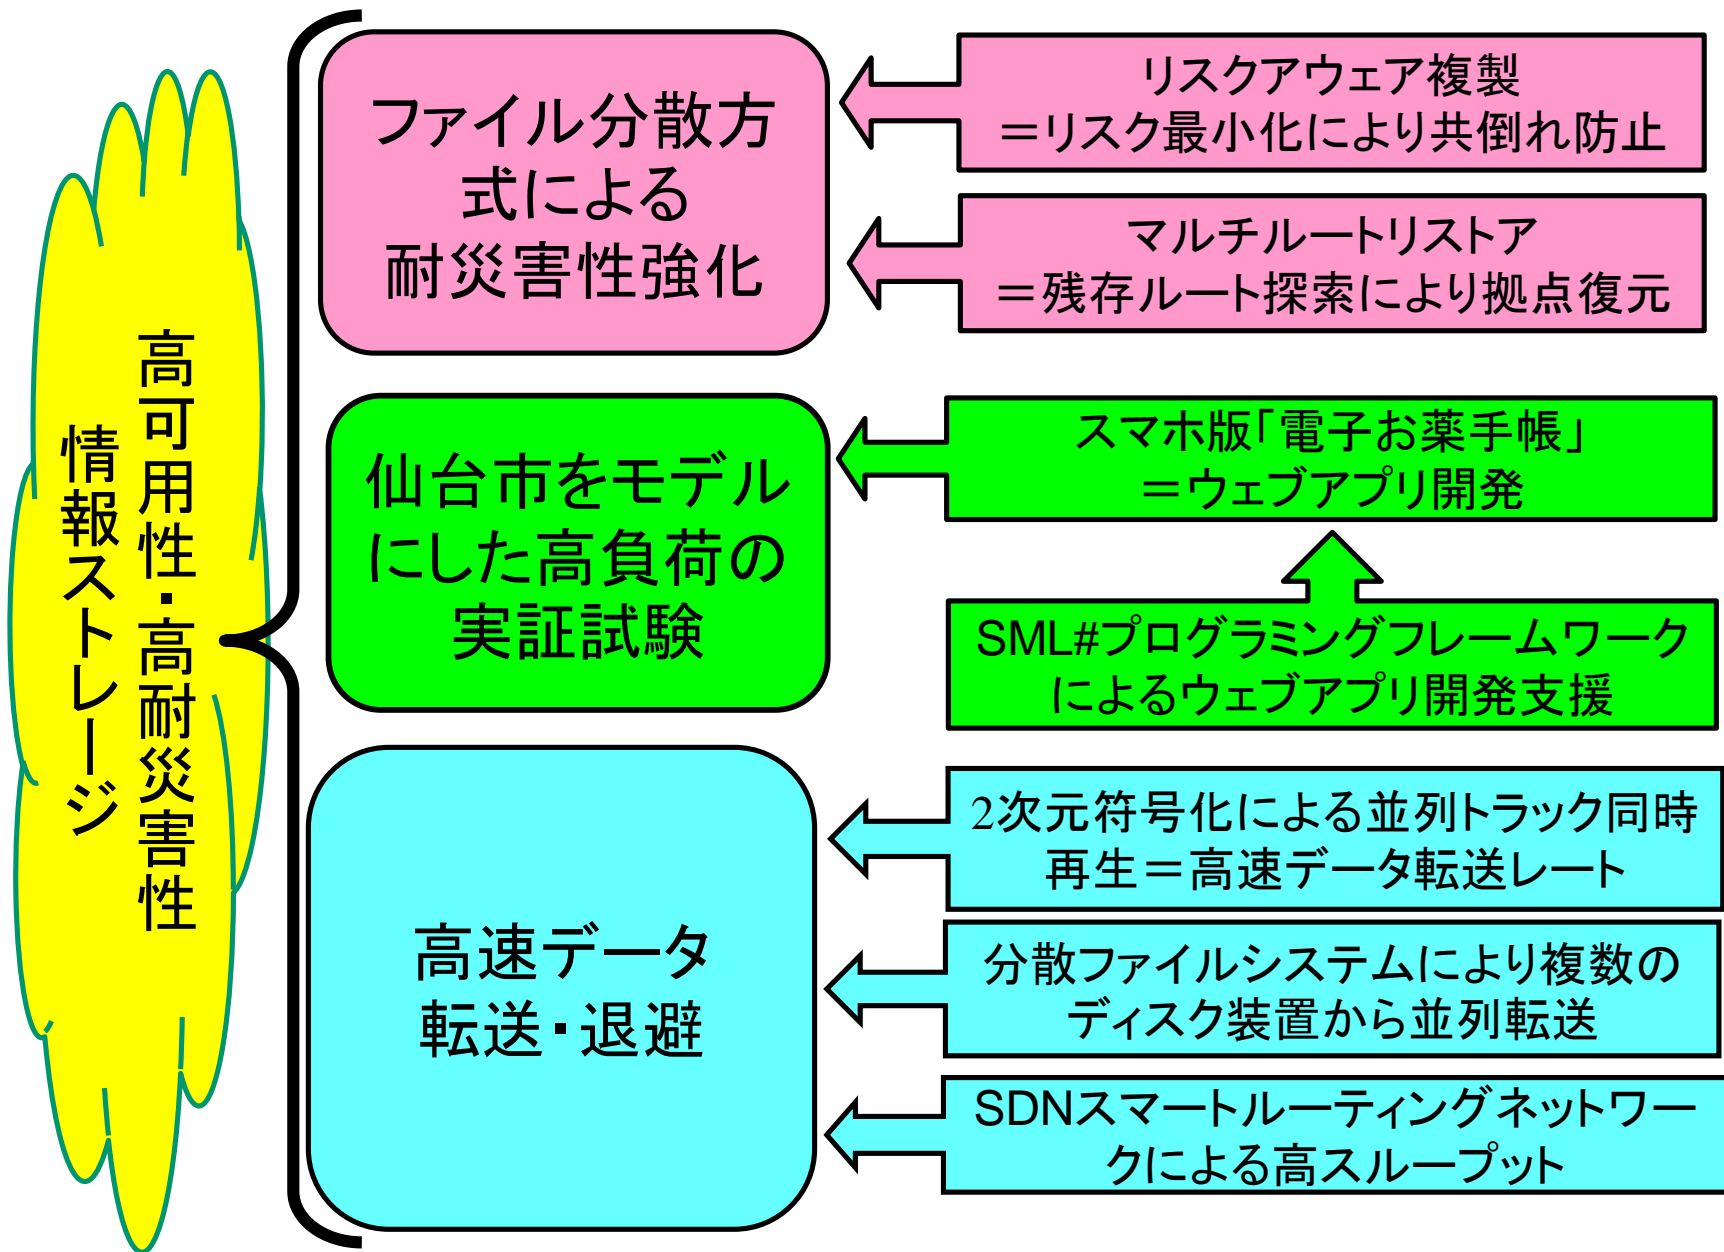 高可用性・高耐災害性
情報ストレージ
ファイル分散方
式による
耐災害性強化
リスクアウェア複製
＝リスク最小化により共倒れ防止
マルチルートリストア
＝残存ルート探索により拠点復元
仙台市をモデル
にした高負荷の
実証試験
スマホ版「電子お薬手帳」
＝ウェブアプリ開発
SML#プログラミングフレームワーク
によるウェブアプリ開発支援
高速データ
転送・退避
2次元符号化による並列トラック同時
再生＝高速データ転送レート
分散ファイルシステムにより複数の
ディスク装置から並列転送
SDNスマートルーティングネットワー
クによる高スループット